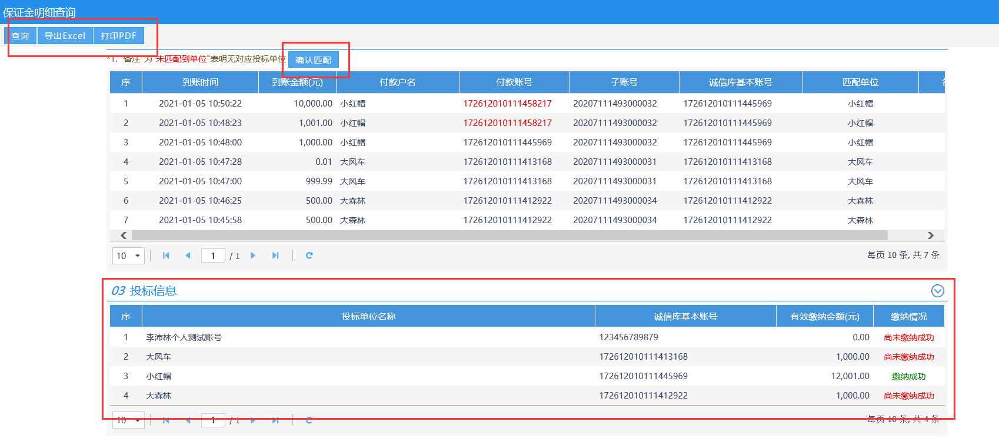 保证金明细查询
查询 导出Excel 打印PDF
*1. 备注"为"未匹配到单位"表明无对应投标单位 确认匹配
序 到账时间 到账金额(元) 付款户名 付款账号 子账号 诚信库基本账号 匹配单位
1 2021-01-05 10:50:22 10,000.00 小红帽 172612010111458217 20207111493000032 172612010111445969 小红帽
2 2021-01-05 10:48:23 1,001.00 小红帽 172612010111458217 20207111493000032 172612010111445969 小红帽
3 2021-01-05 10:48:00 1,000.00 小红帽 172612010111445969 20207111493000032 172612010111445969 小红帽
4 2021-01-05 10:47:28 0.01 大风车 172612010111413168 20207111493000031 172612010111413168 大风车
5 2021-01-05 10:47:00 999.99 大风车 172612010111413168 20207111493000031 172612010111413168 大风车
6 2021-01-05 10:46:25 500.00 大森林 172612010111412922 20207111493000034 172612010111412922 大森林
7 2021-01-05 10:45:58 500.00 大森林 172612010111412922 20207111493000034 172612010111412922 大森林
10 1 / 1 每页 10 条, 共 7 条
03 投标信息
序 投标单位名称 诚信库基本账号 有效缴纳金额(元) 缴纳情况
1 李沛林个人测试账号 123456789879 0.00 尚未缴纳成功
2 大风车 172612010111413168 1,000.00 尚未缴纳成功
3 小红帽 172612010111445969 12,001.00 缴纳成功
4 大森林 172612010111412922 1,000.00 尚未缴纳成功
10 1 / 1 每页 10 条, 共 4 条